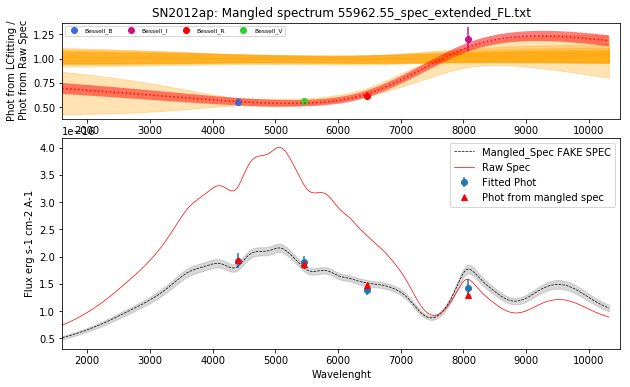 SN2012ap: Mangled spectrum 55962.55_spec_extended_FL.txt
Phot from LCfitting /
Phot from Raw Spec
1.25
1.00
0.75
0.50
Bessell_B
Bessell_I
Bessell_R
Bessell_V
2000 3000 4000 5000 6000 7000 8000 9000 10000
1e−16
Flux erg s-1 cm-2 A-1
4.0
3.5
3.0
2.5
2.0
1.5
1.0
0.5
Mangled_Spec FAKE SPEC
Raw Spec
Fitted Phot
Phot from mangled spec
2000 3000 4000 5000 6000 7000 8000 9000 10000
Wavelenght